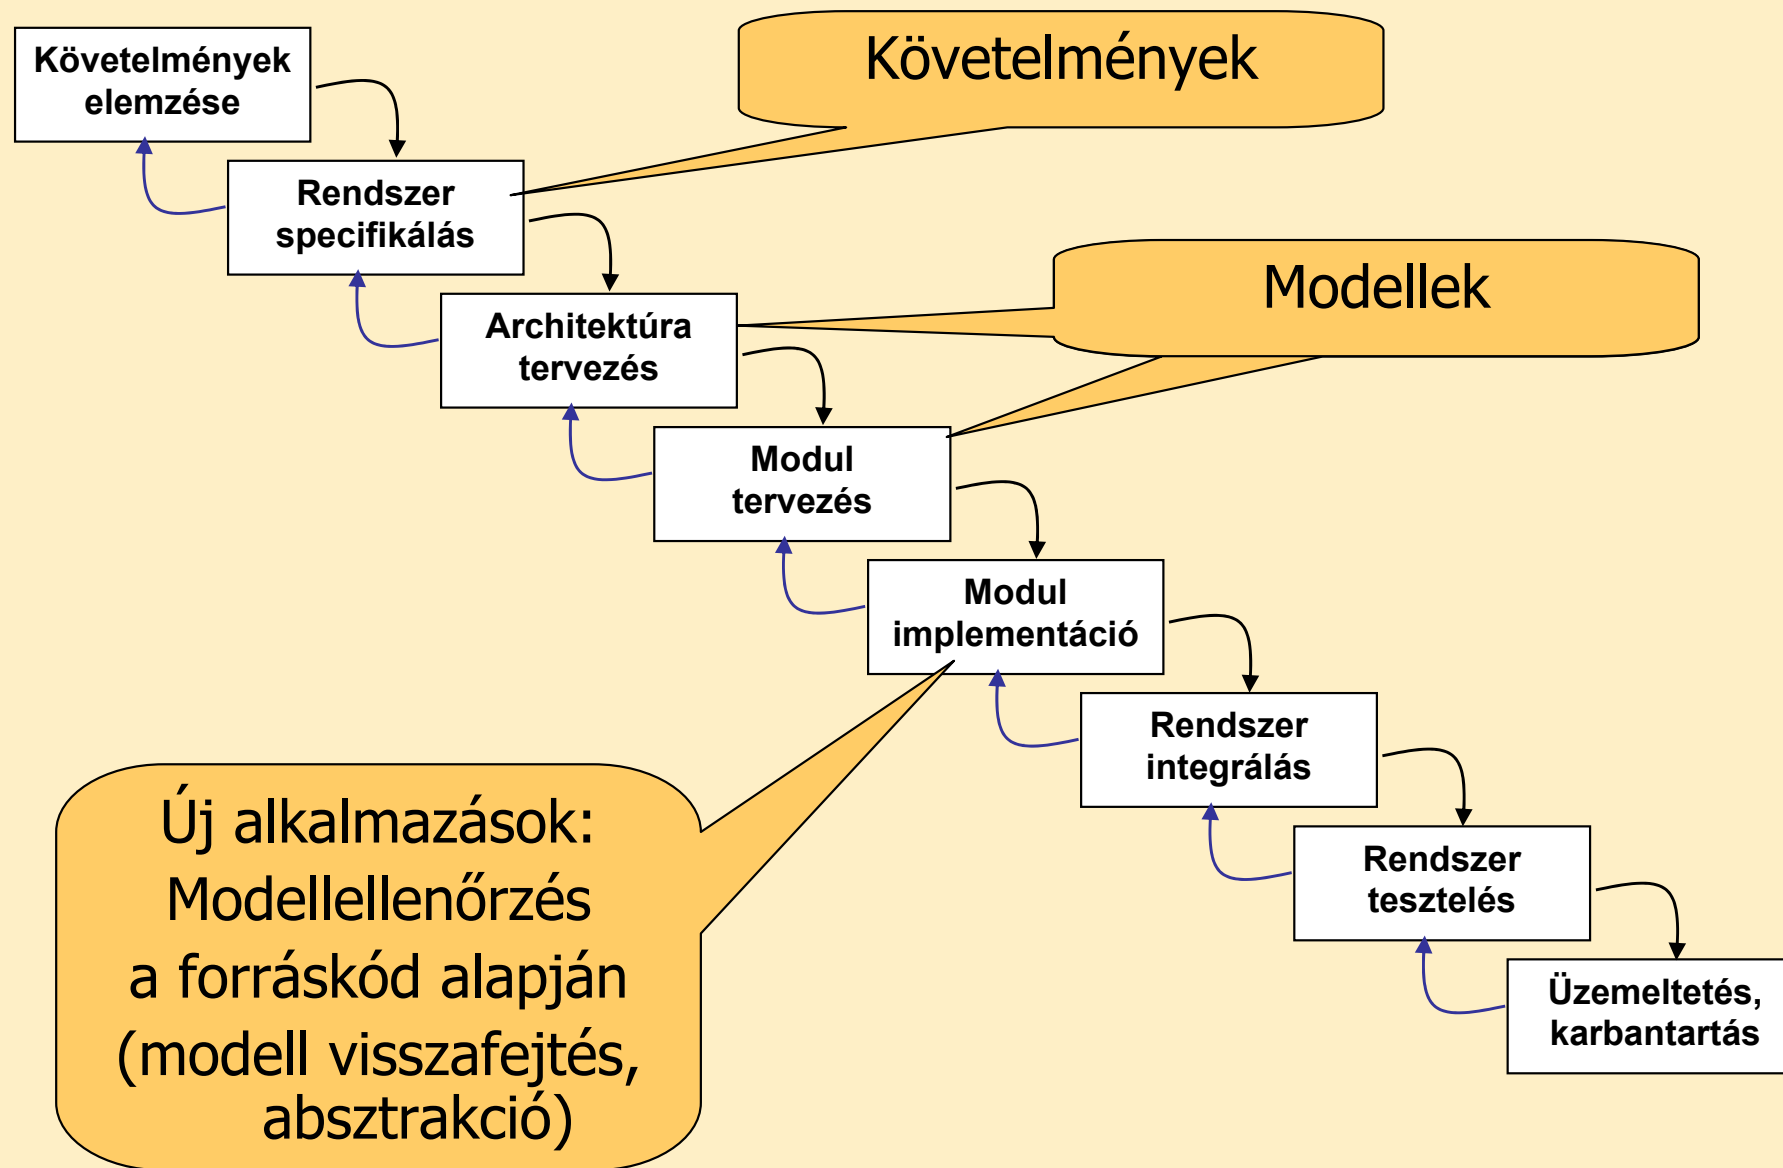 Követelmények
elemzése
Követelmények
Rendszer
specifikálás
Modellek
Architektúra
tervezés
Modul
tervezés
Modul
implementáció
Rendszer
integrálás
Új alkalmazások:
Modellellenőrzés
a forráskód alapján
(modell visszafejtés,
absztrakció)
Rendszer
tesztelés
Üzemeltetés,
karbantartás